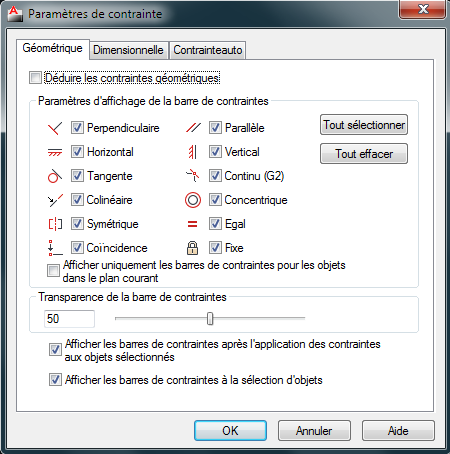 Paramètres de contrainte
Géométrique Dimensionnelle Contrainteauto
Déduire les contraintes géométriques
Paramètres d'affichage de la barre de contraintes
Perpendiculaire Parallèle Tout sélectionner
Horizontal Vertical Tout effacer
Tangente Continu (G2)
Colinéaire Concentrique
Symétrique Egal
Coïncidence Fixe
Afficher uniquement les barres de contraintes pour les objets
dans le plan courant
Transparence de la barre de contraintes
50
Afficher les barres de contraintes après l'application des contraintes
aux objets sélectionnés
Afficher les barres de contraintes à la sélection d'objets
OK Annuler Aide